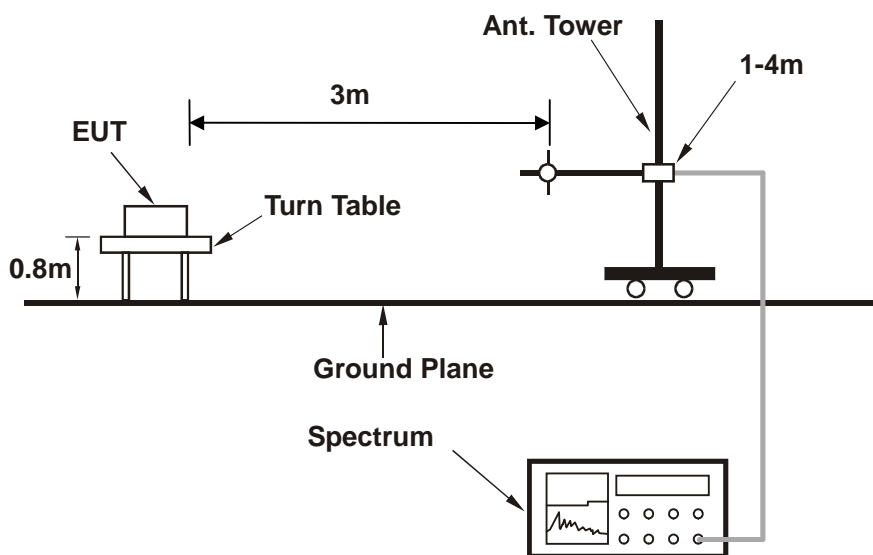 Ant. Tower
1-4m
3m
EUT
Turn Table
0.8m
Ground Plane
Spectrum